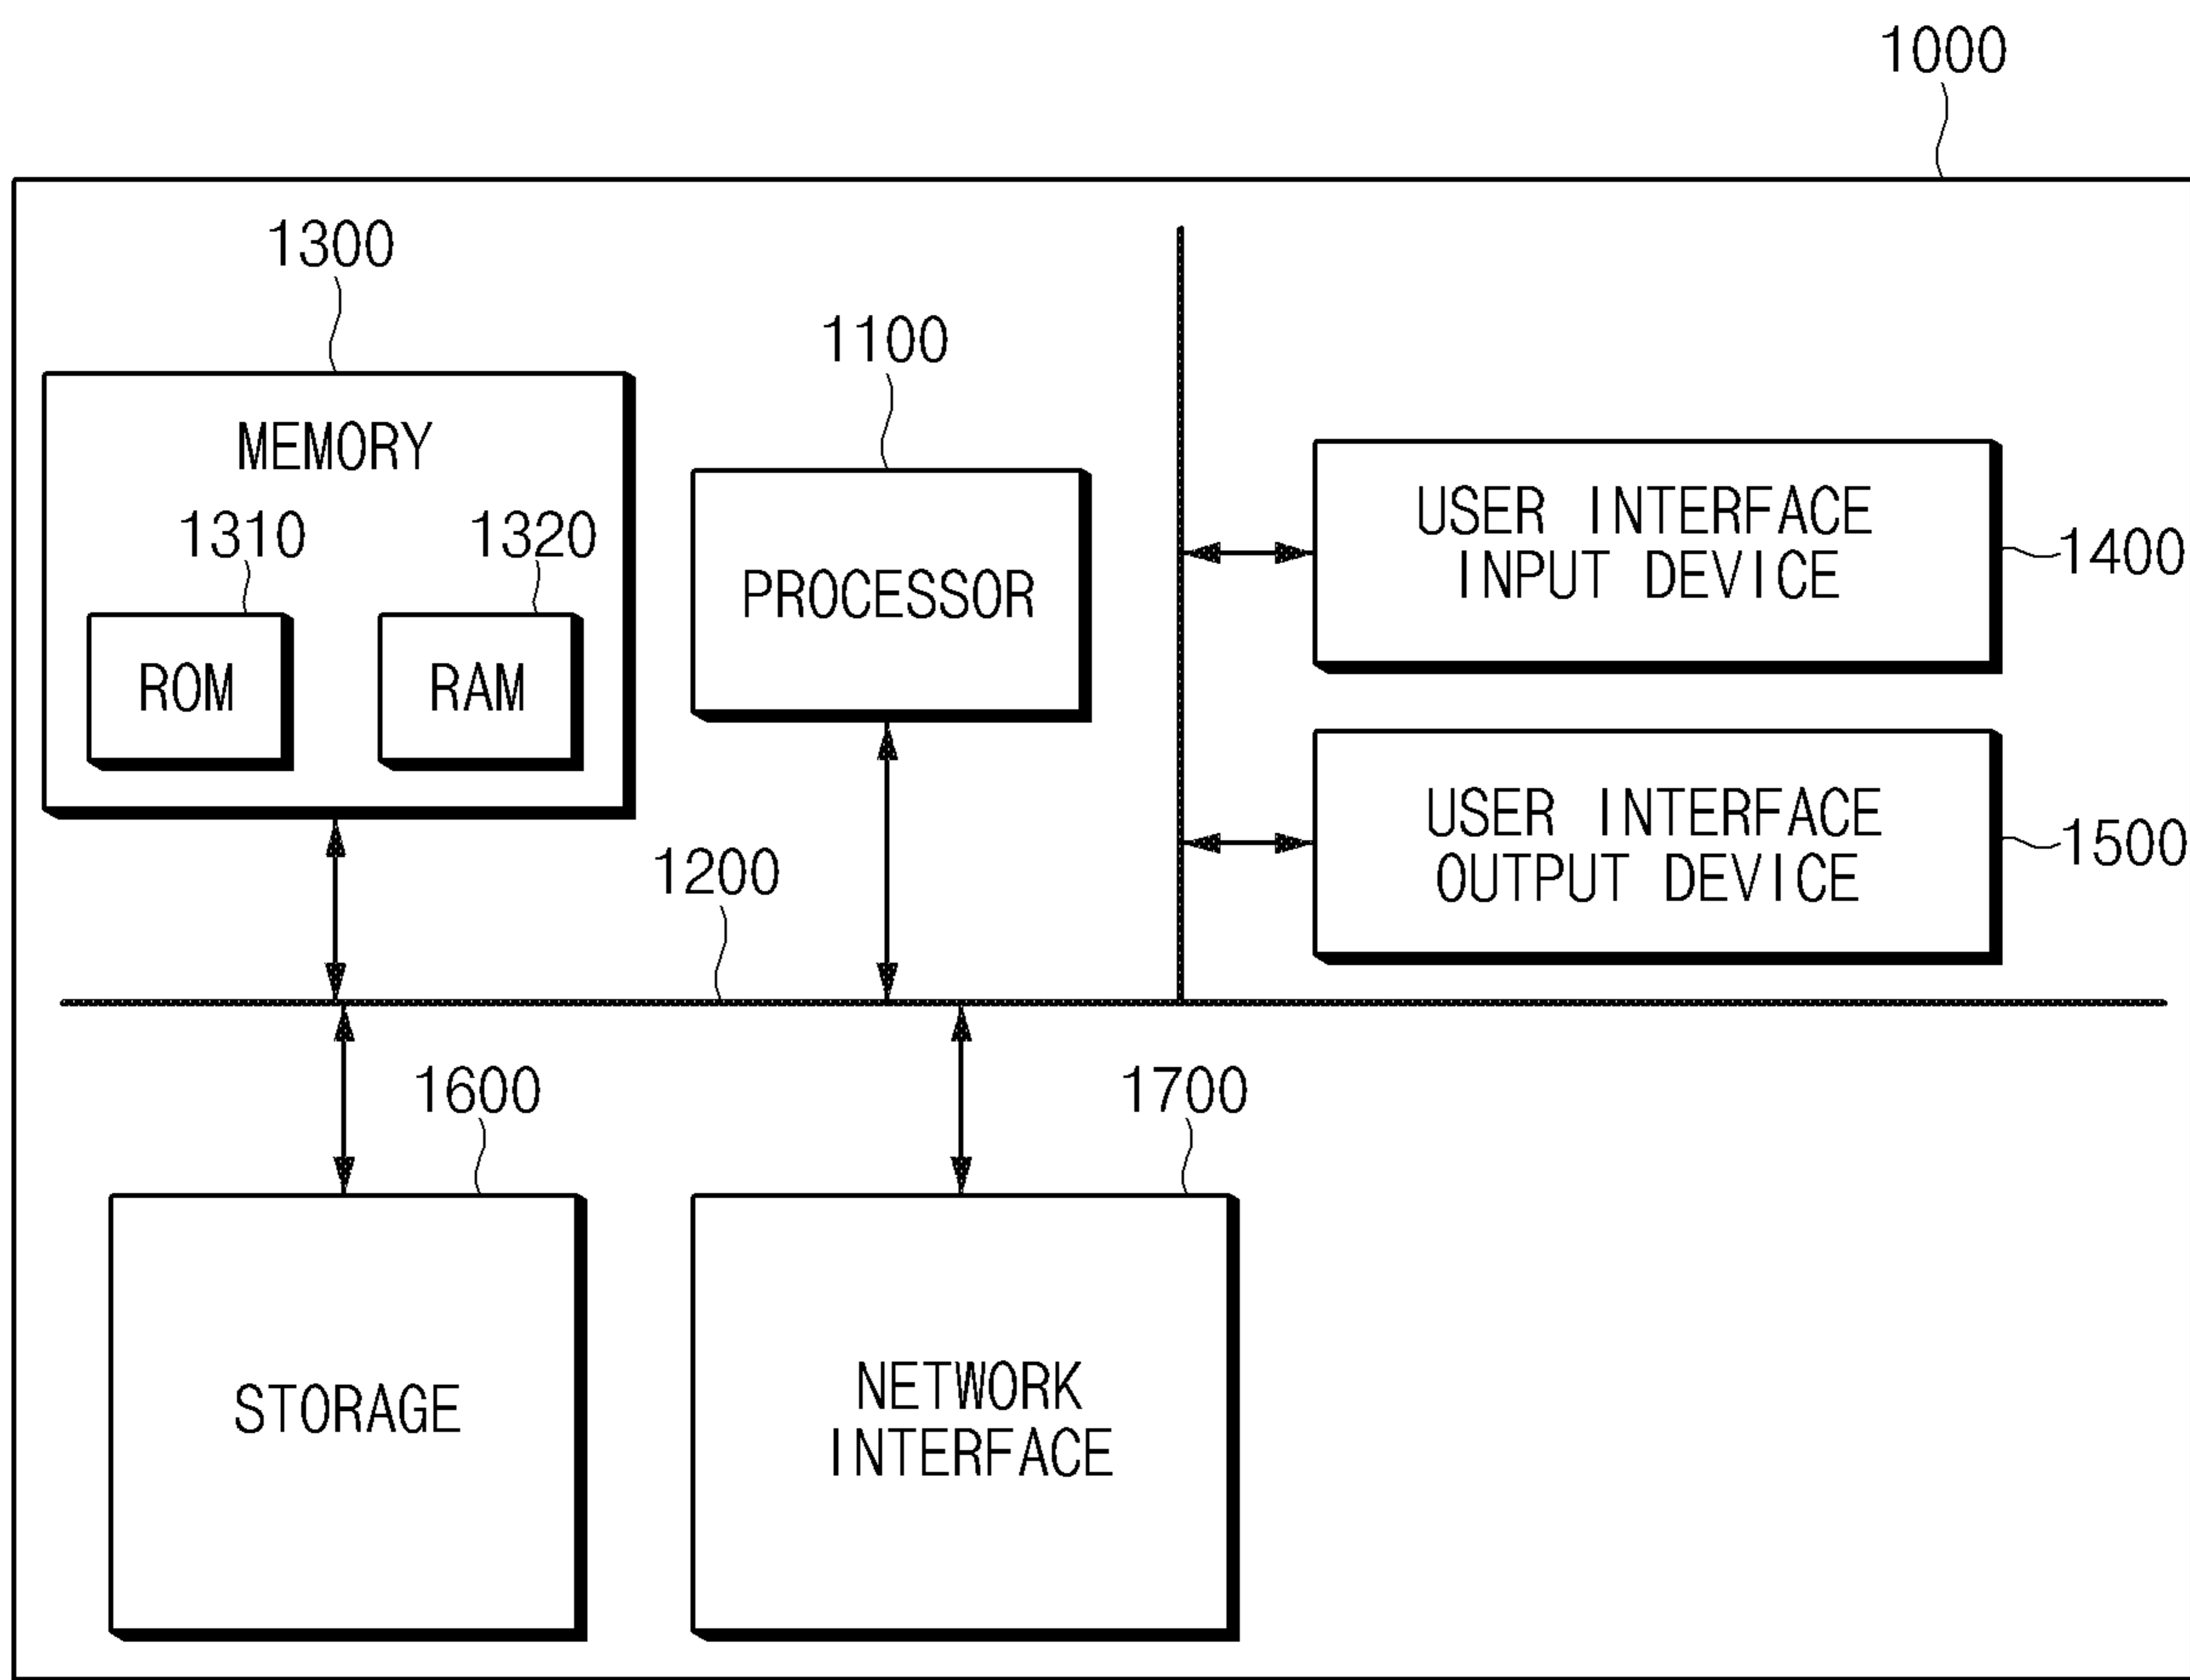 1000
1300
1100
MEMORY
1310
1320
ROM
RAM
PROCESSOR
USER INTERFACE
INPUT DEVICE
1400
USER INTERFACE
OUTPUT DEVICE
1500
1200
1600
1700
STORAGE
NETWORK
INTERFACE